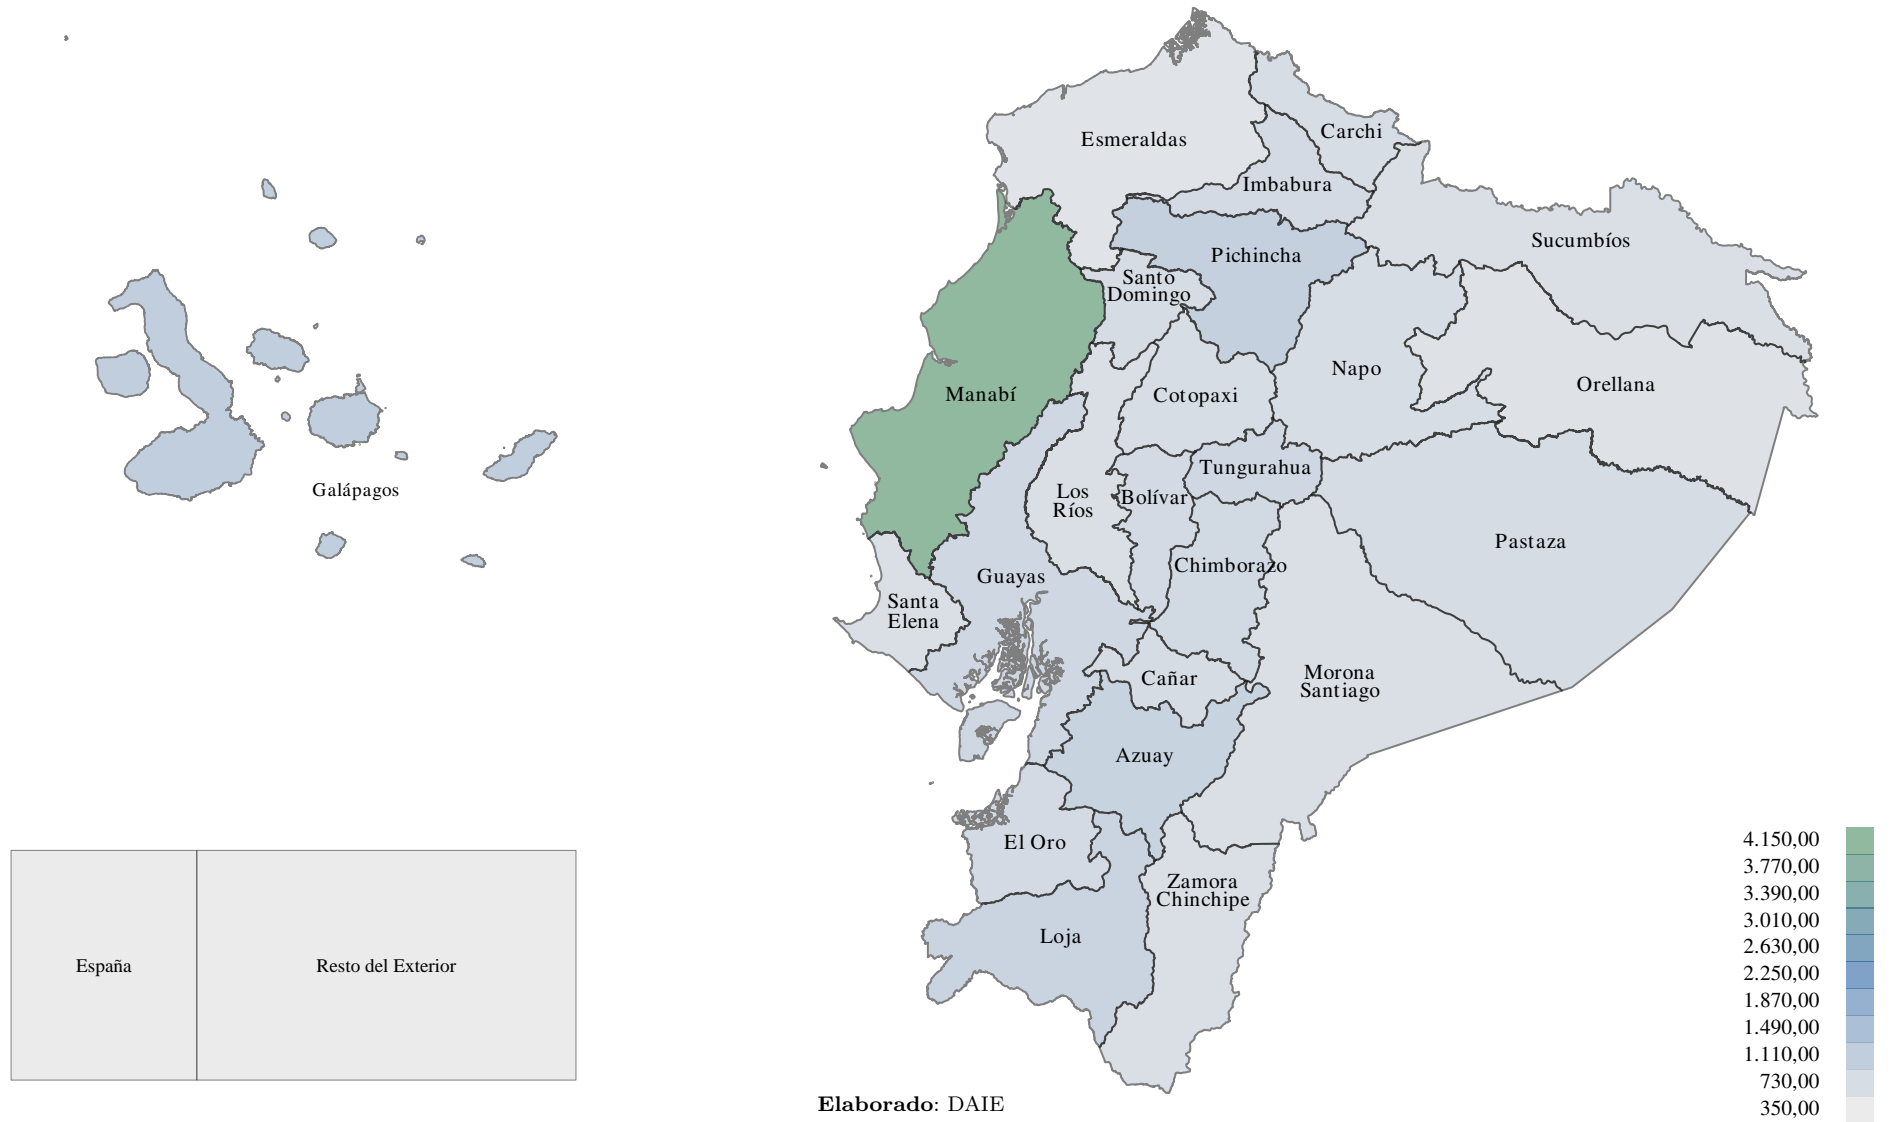 Esmeraldas
Carchi
Imbabura
Sucumbíos
Pichincha
Santo
Domingo
Napo
Orellana
Manabí
Cotopaxi
Tungurahua
Los
Ríos
Bolívar
Galápagos
Pastaza
Chimborazo
Guayas
Santa
Elena
Cañar
Morona
Santiago
Azuay
El Oro
Zamora
Chinchipe
Loja
España
Resto del Exterior
4.150,00
3.770,00
3.390,00
3.010,00
2.630,00
2.250,00
1.870,00
1.490,00
1.110,00
730,00
350,00
Elaborado: DAIE